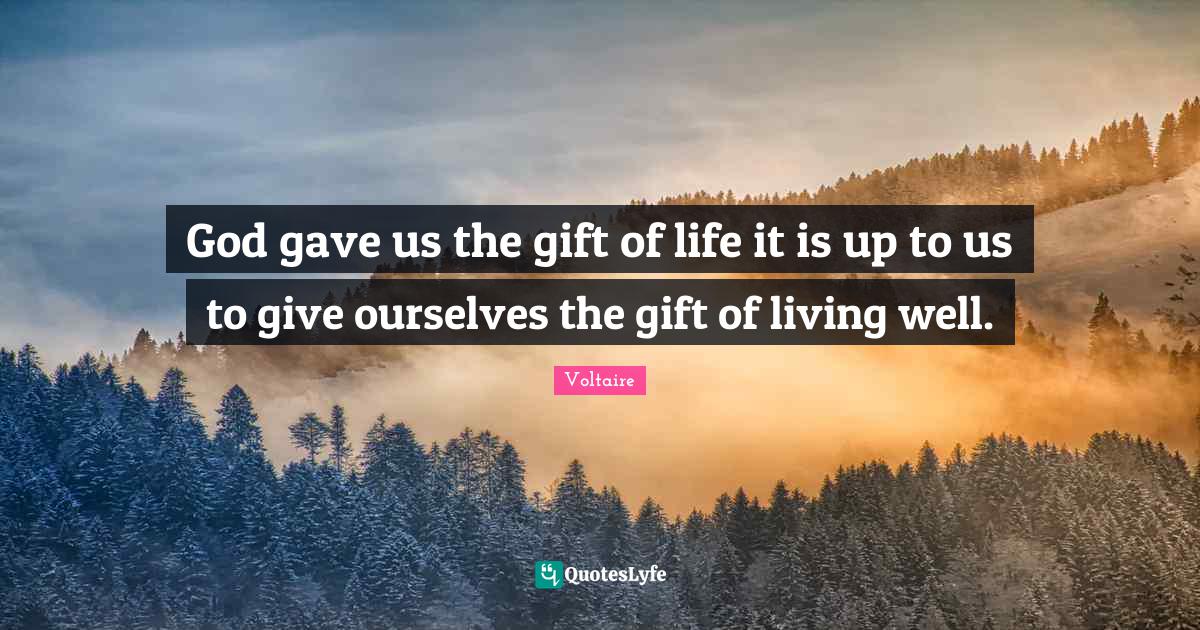 God gave us the gift of life it is up to us
to give ourselves the gift of living well.
Voltaire
QuotesLyfe